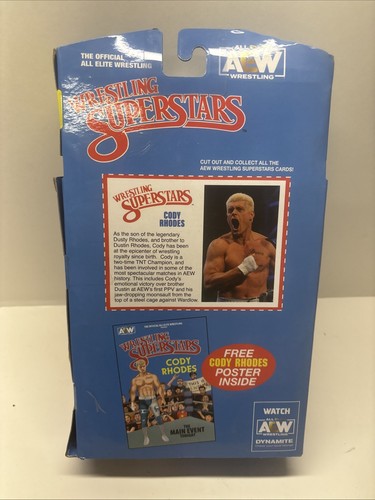 THE OFFICIAL
ALL ELITE WRESTLING
AEW
WRESTLING
WRESTLING
SUPERSTARS
CUT OUT AND COLLECT ALL THE
AEW WRESTLING SUPERSTARS CARDS!
WRESTLING
SUPERSTARS
CODY
RHODES
As the son of the legendary
Dusty Rhodes, and brother to
Dustin Rhodes, Cody has been
at the epicenter of wrestling
royalty since birth. Cody is a
two-time TNT Champion, and
has been involved in some of the
most spectacular matches in AEW
history. This includes Cody's
emotional victory over brother
Dustin at AEW's first PPV and his
jaw-dropping moonsault from the
top of a steel cage against Wardlow.
AEW
WRESTLING
SUPERSTARS
CODY
RHODES
THE
MAIN EVENT
TONIGHT
FREE
CODY RHODES
POSTER
INSIDE
WATCH
AEW
WRESTLING
DYNAMITE